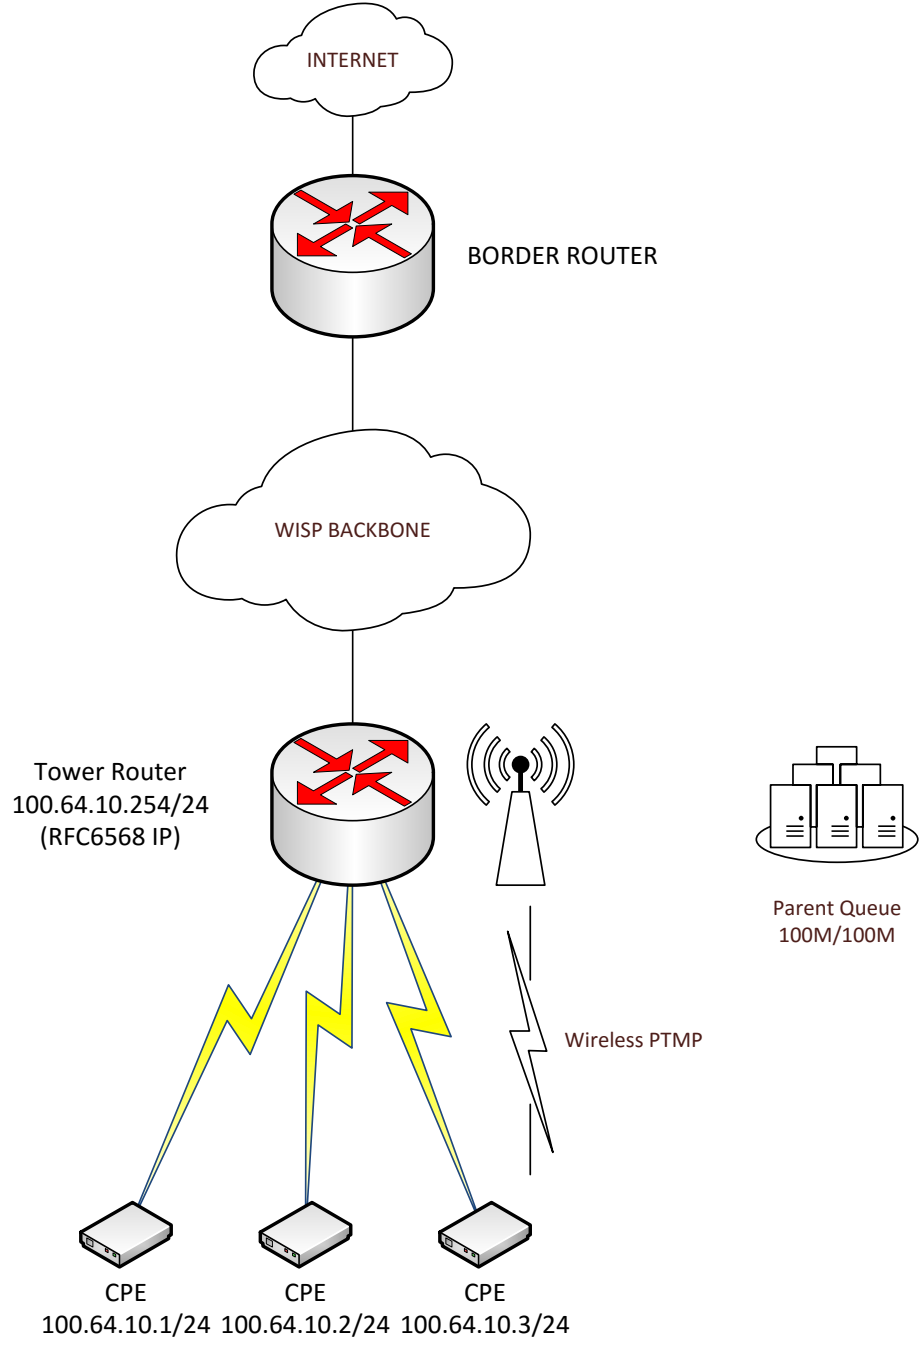 INTERNET
BORDER ROUTER
WISP BACKBONE
Tower Router
100.64.10.254/24
(RFC6568 IP)
Parent Queue
100M/100M
Wireless PTMP
CPE
100.64.10.1/24
CPE
100.64.10.2/24
CPE
100.64.10.3/24